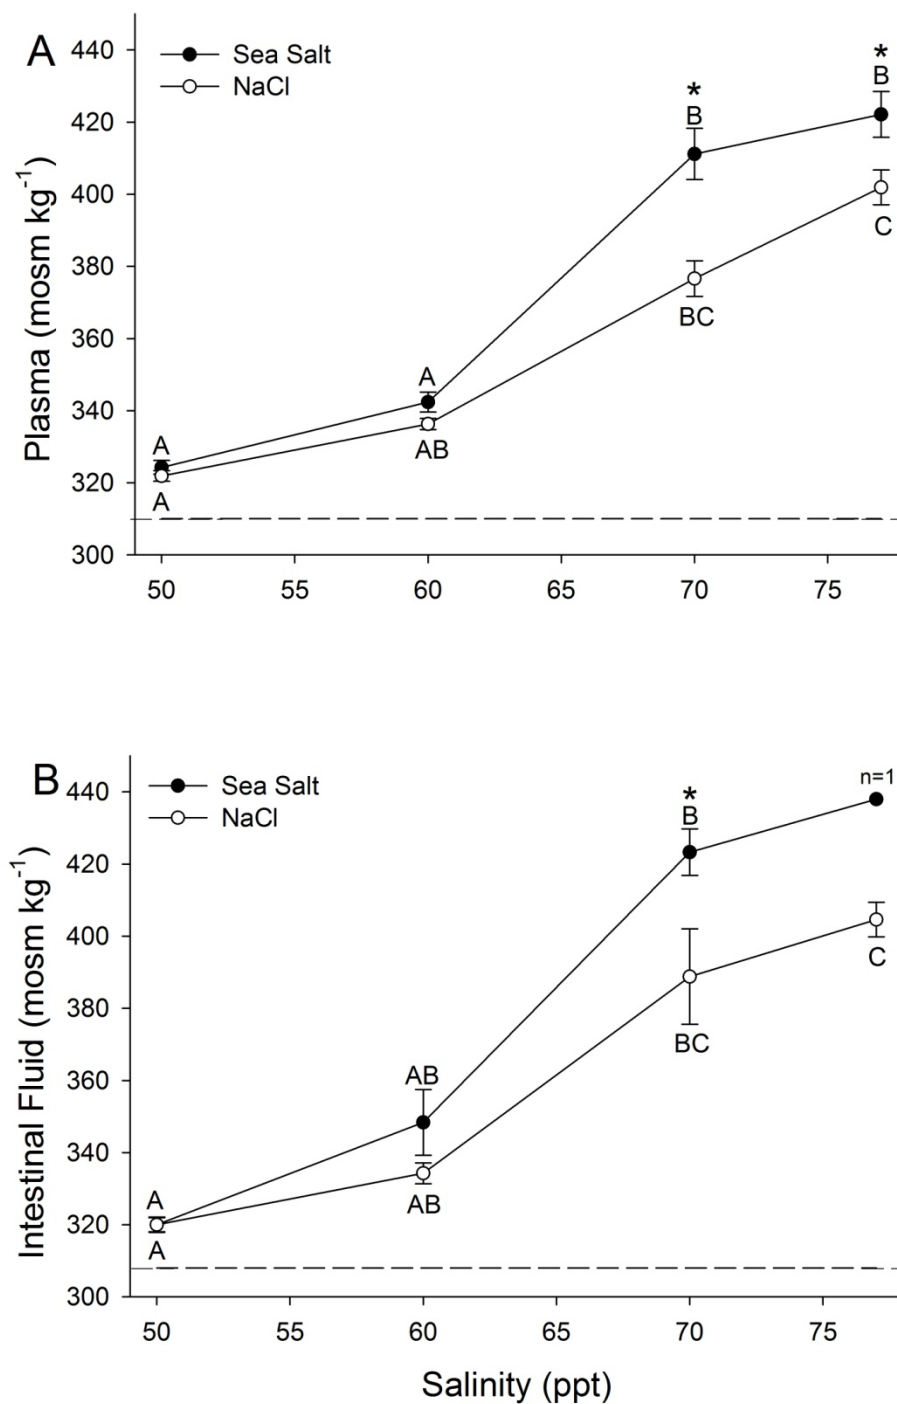 A
Sea Salt
NaCl
Plasma (mosm kg⁻¹)
440
420
400
380
360
340
320
300
A
A
A
AB
*
B
BC
*
B
C
50
55
60
65
70
75
B
Sea Salt
NaCl
Intestinal Fluid (mosm kg⁻¹)
440
420
400
380
360
340
320
300
A
A
AB
AB
*
B
BC
n=1
C
50
55
60
65
70
75
Salinity (ppt)